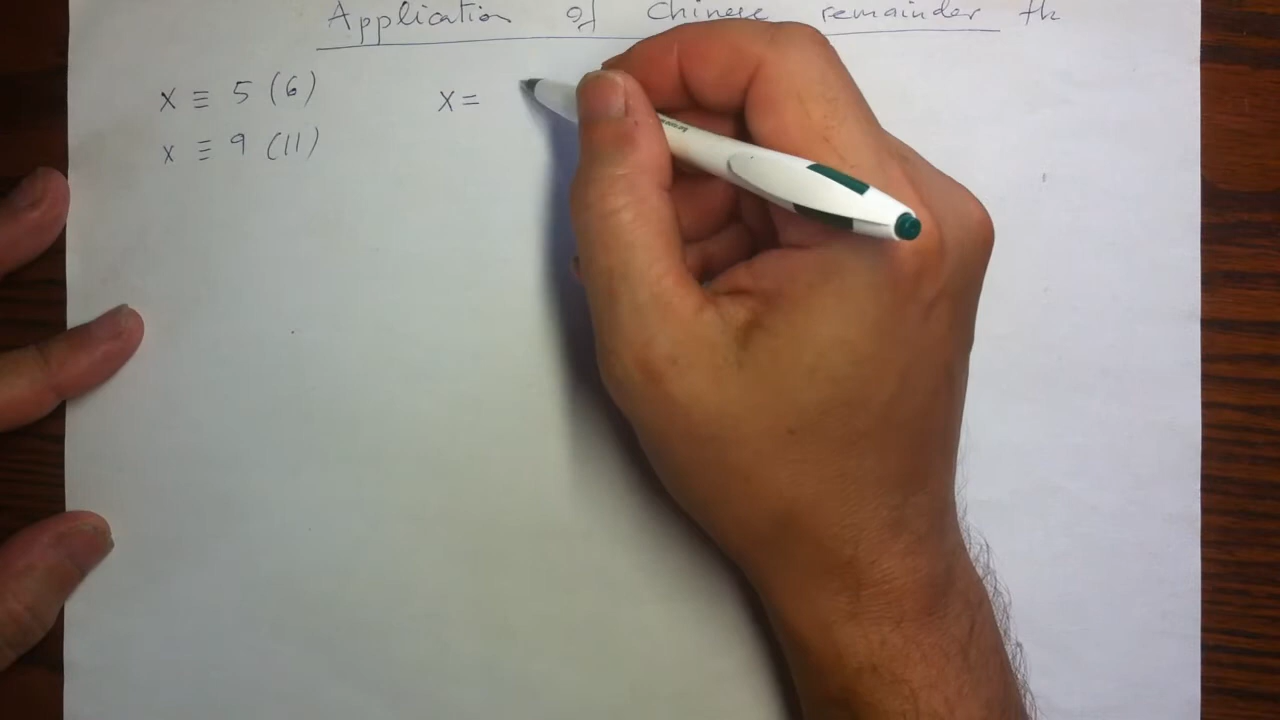 Application of Chinese remainder th
x ≡ 5 (6) x =
x ≡ 9 (11)